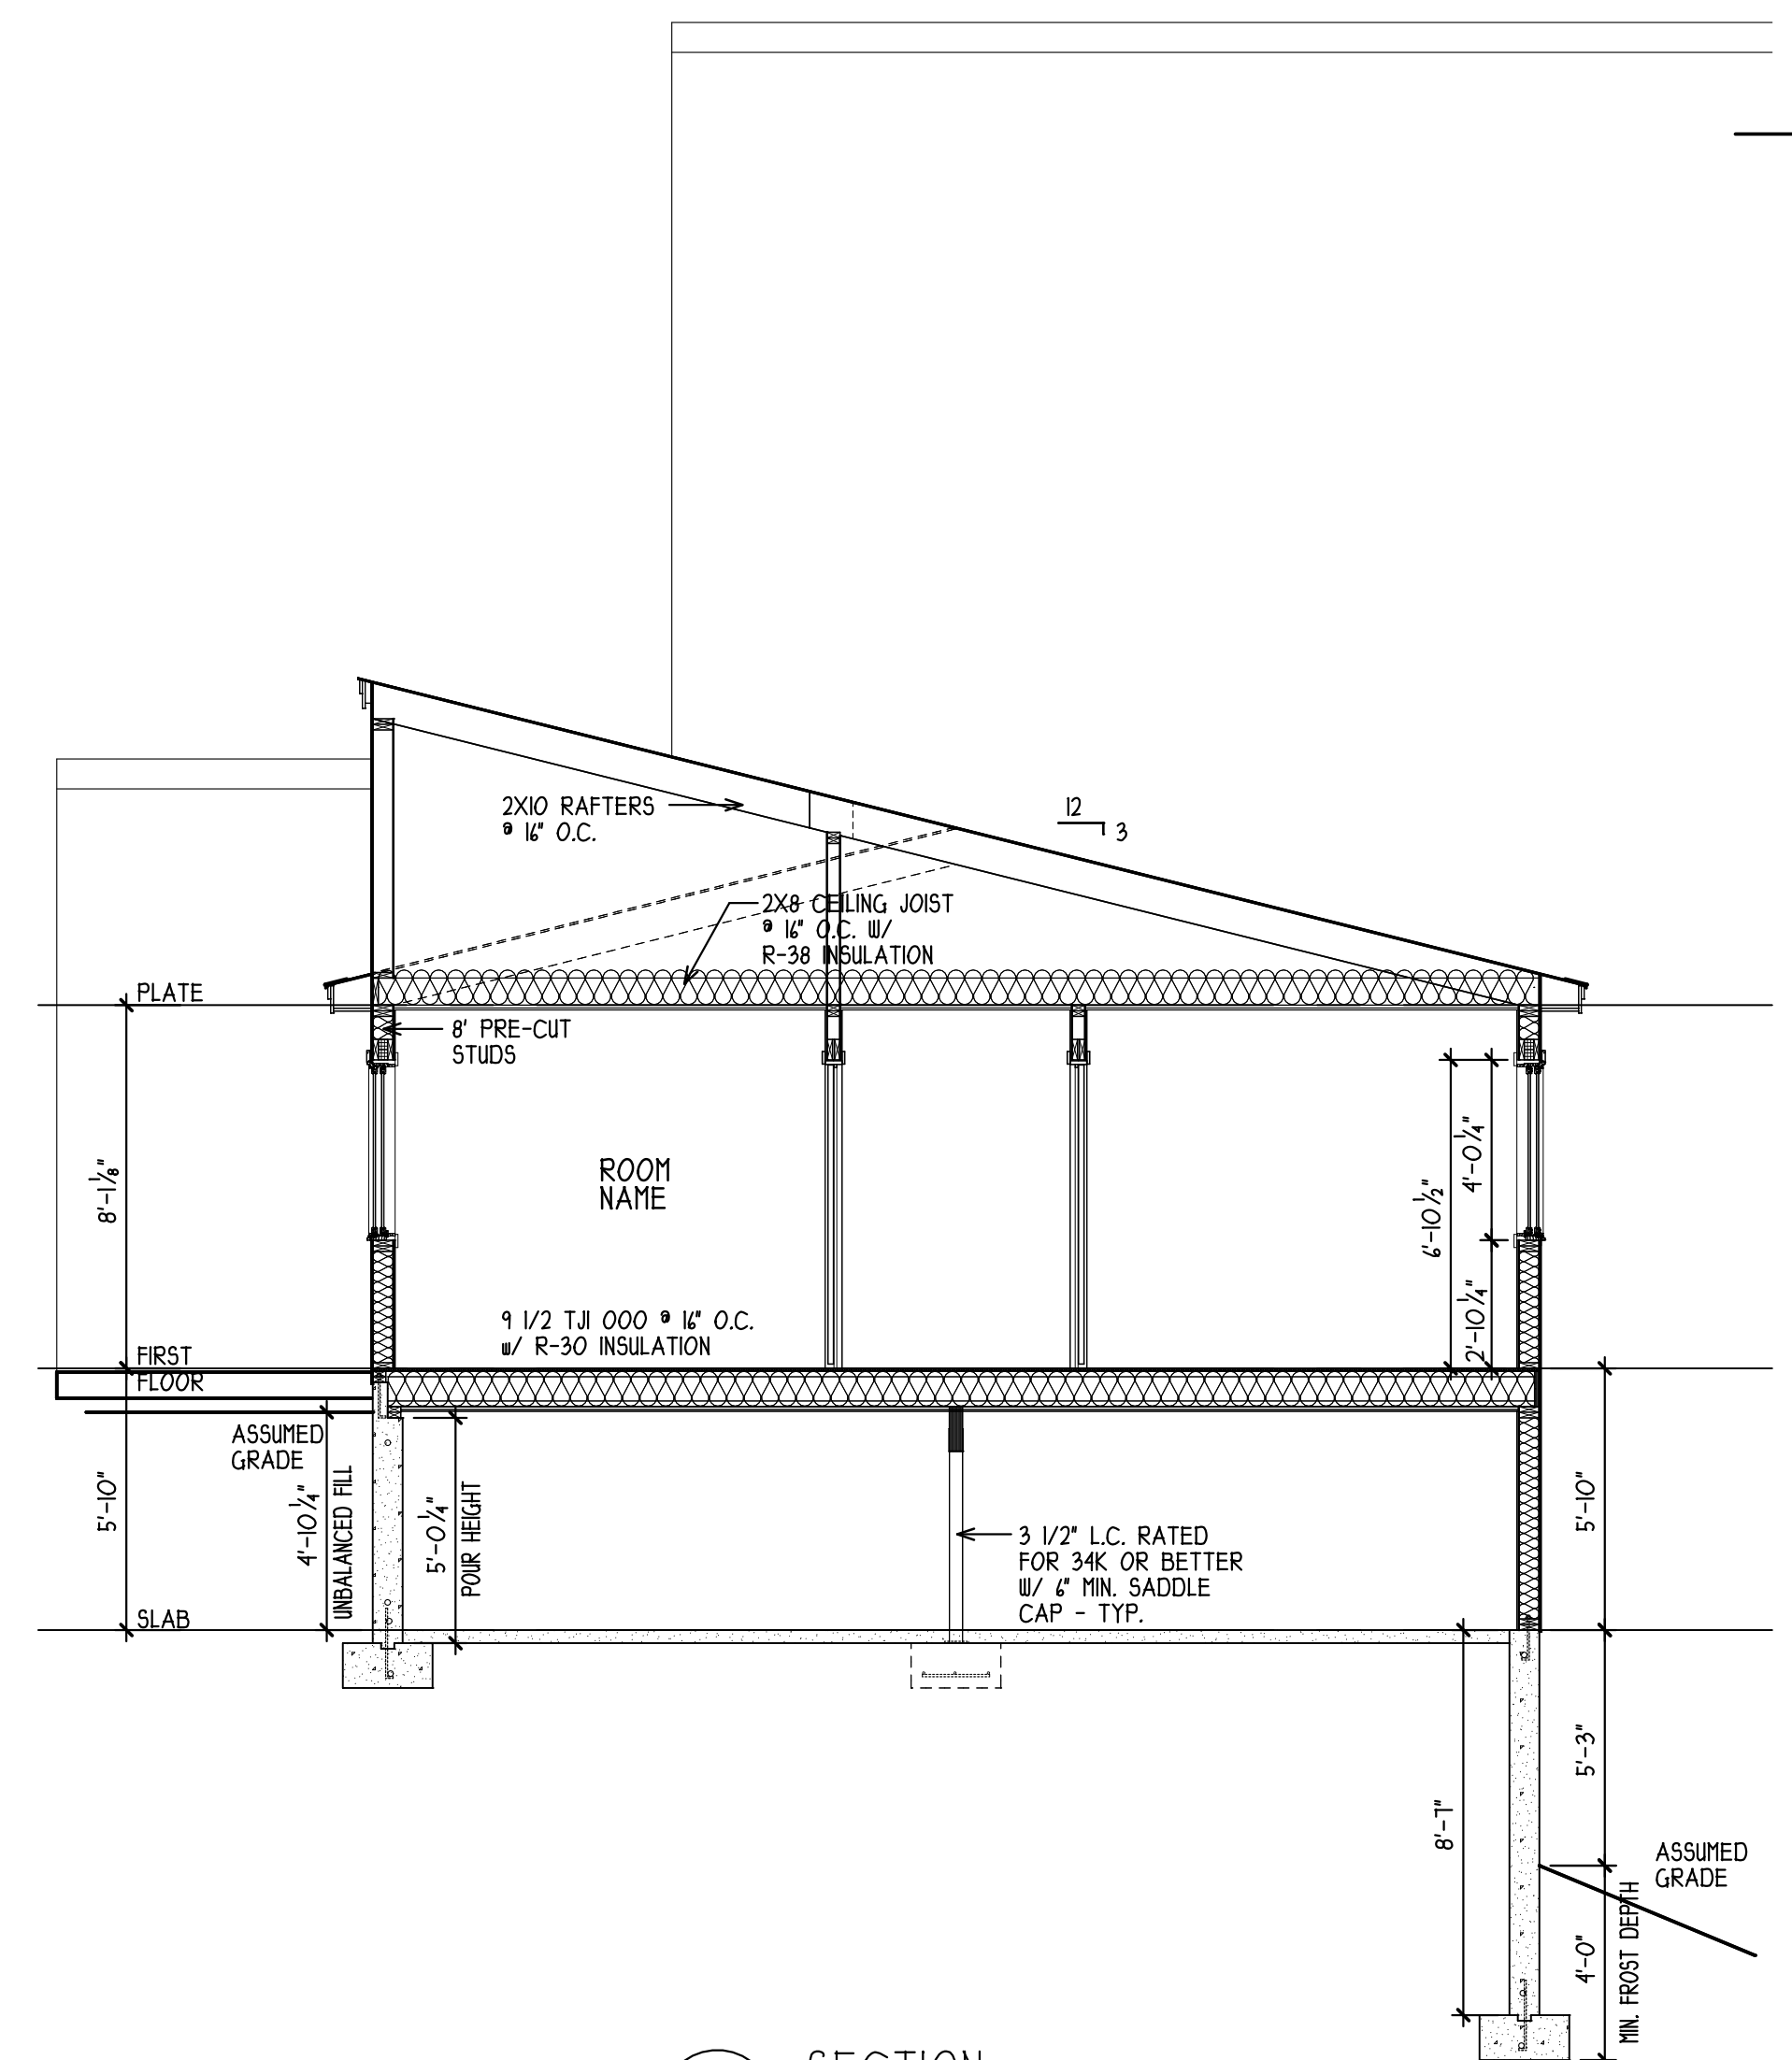 2X10 RAFTERS
@ 16" O.C.
12
3
2X8 CEILING JOIST
@ 16" O.C. W/
R-38 INSULATION
PLATE
8' PRE-CUT
STUDS
8'-1⅛"
ROOM
NAME
6'-10½"
4'-0¼"
2'-10¼"
9 1/2 TJI 000 @ 16" O.C.
w/ R-30 INSULATION
FIRST
FLOOR
ASSUMED
GRADE
5'-10"
4'-10¼"
UNBALANCED FILL
5'-0¼"
POUR HEIGHT
3 1/2" L.C. RATED
FOR 34K OR BETTER
W/ 6" MIN. SADDLE
CAP - TYP.
5'-10"
SLAB
5'-3"
8'-7"
ASSUMED
GRADE
4'-0"
MIN. FROST DEPTH
SECTION